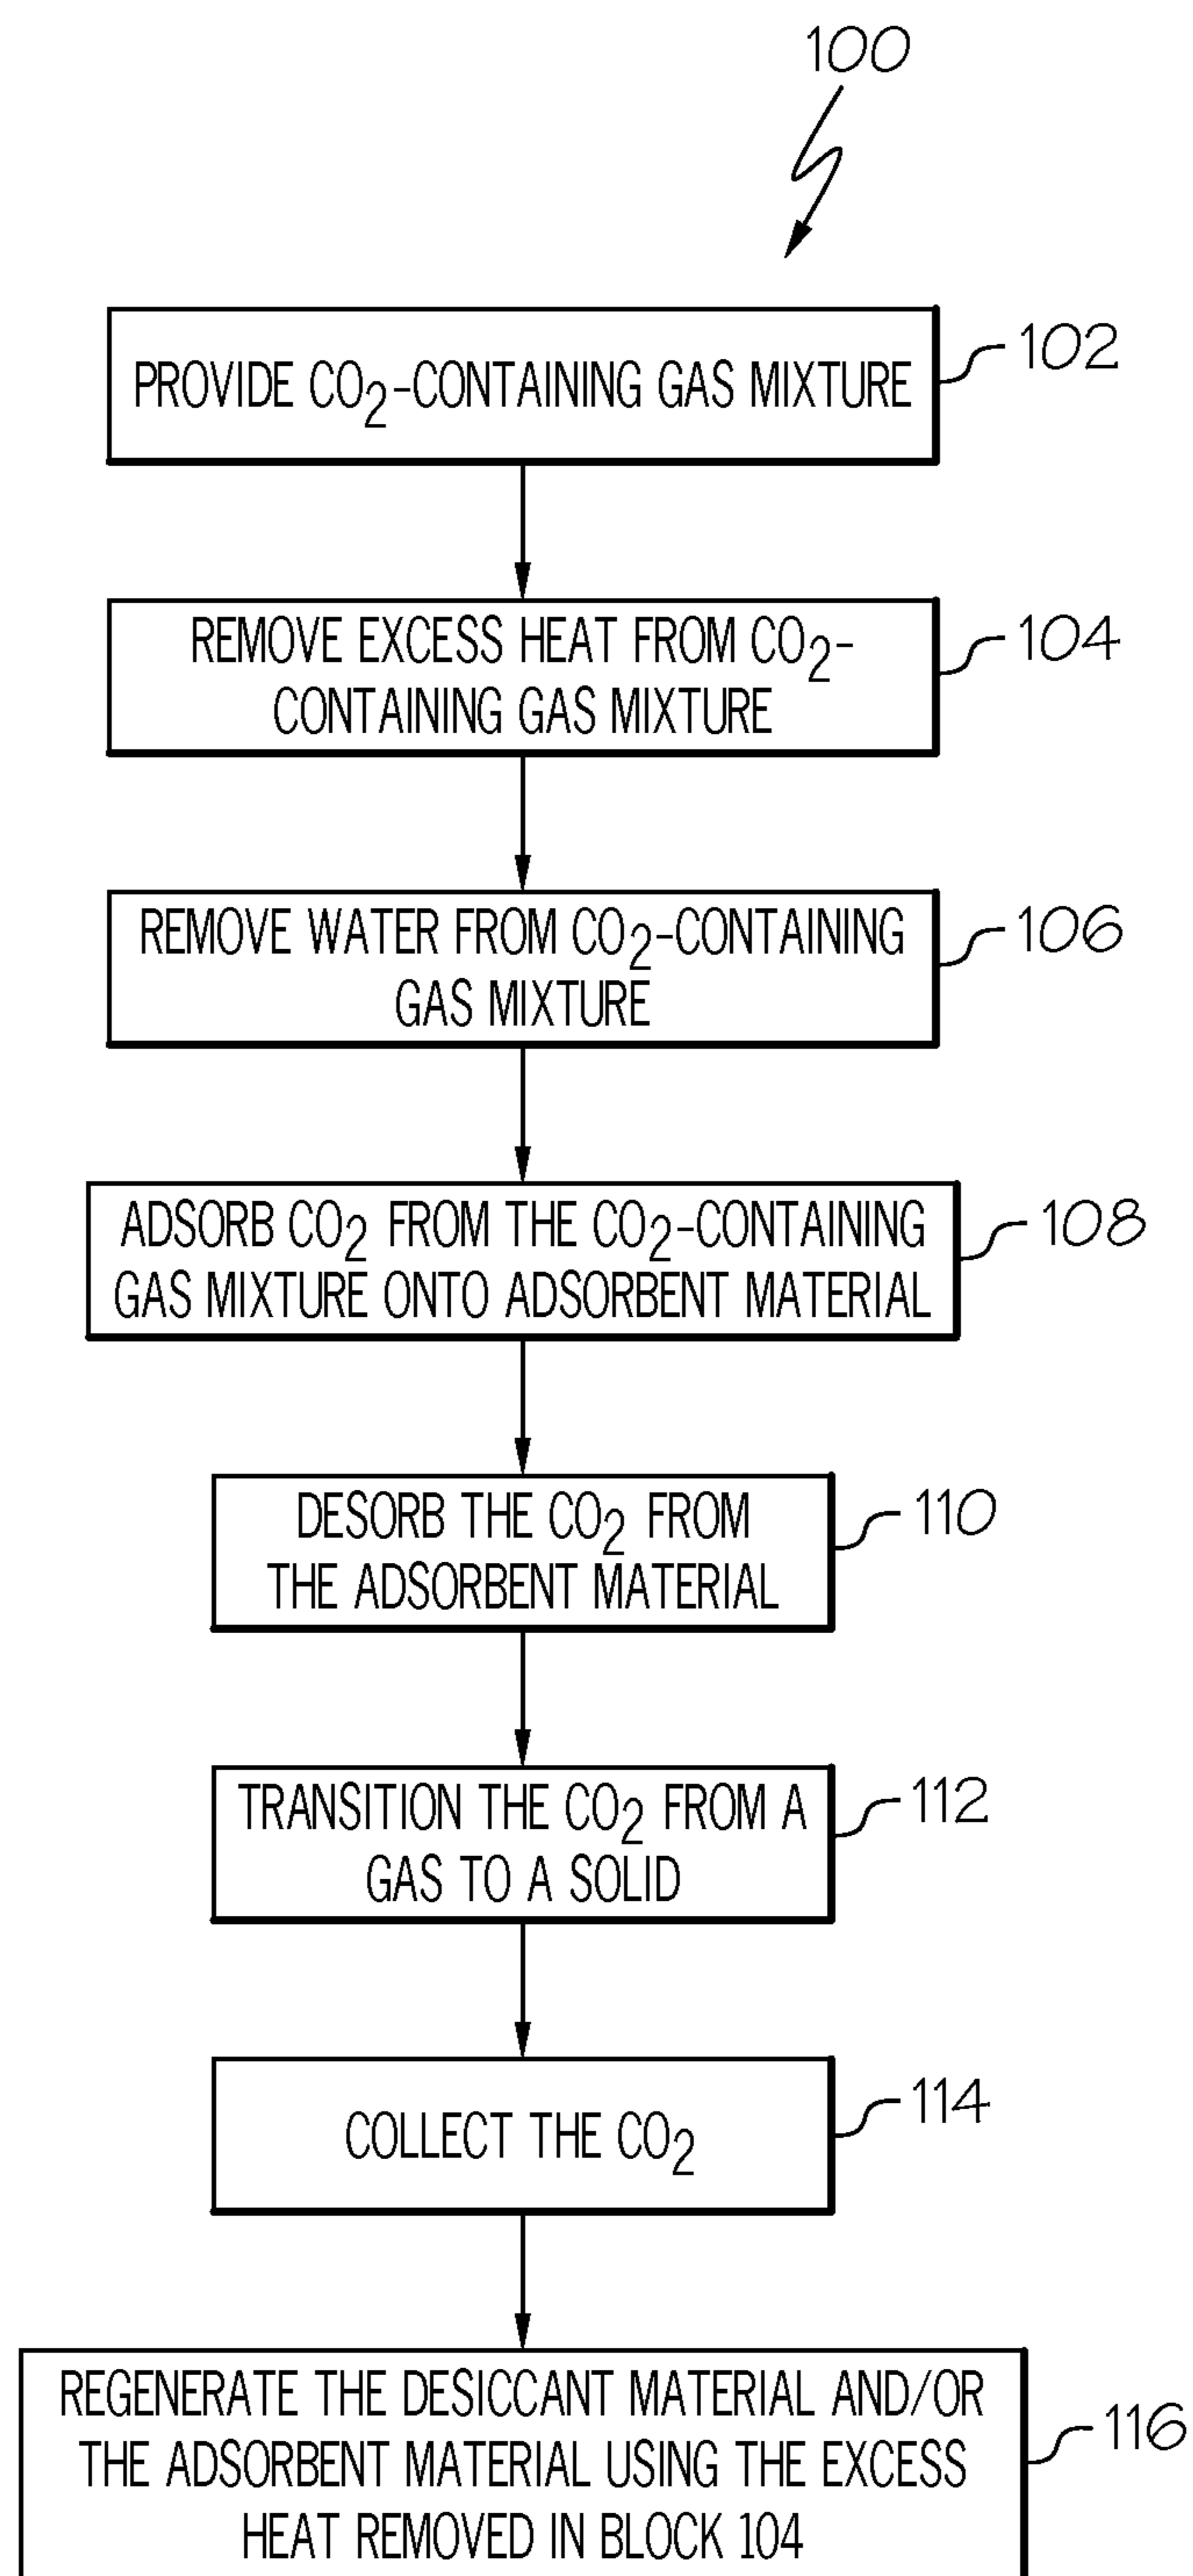 100
PROVIDE CO2-CONTAINING GAS MIXTURE
102
REMOVE EXCESS HEAT FROM CO2-
CONTAINING GAS MIXTURE
104
REMOVE WATER FROM CO2-CONTAINING
GAS MIXTURE
106
ADSORB CO2 FROM THE CO2-CONTAINING
GAS MIXTURE ONTO ADSORBENT MATERIAL
108
DESORB THE CO2 FROM
THE ADSORBENT MATERIAL
110
TRANSITION THE CO2 FROM A
GAS TO A SOLID
112
COLLECT THE CO2
114
REGENERATE THE DESICCANT MATERIAL AND/OR
THE ADSORBENT MATERIAL USING THE EXCESS
HEAT REMOVED IN BLOCK 104
116